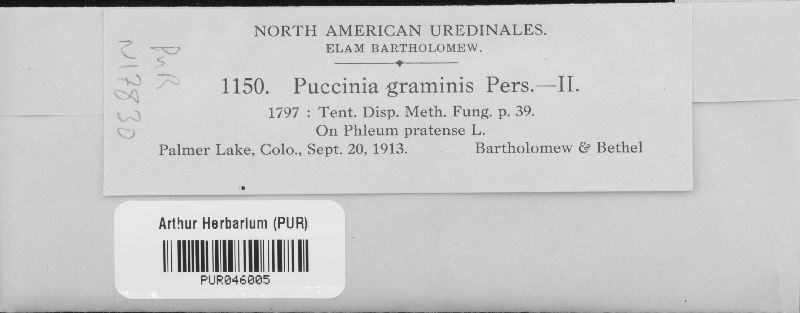 NORTH AMERICAN UREDINALES.
ELAM BARTHOLOMEW.
1150. Puccinia graminis Pers.—II.
1797 : Tent. Disp. Meth. Fung. p. 39.
On Phleum pratense L.
Palmer Lake, Colo., Sept. 20, 1913. Bartholomew & Bethel
PUR
N17830
Arthur Herbarium (PUR)
PUR046005